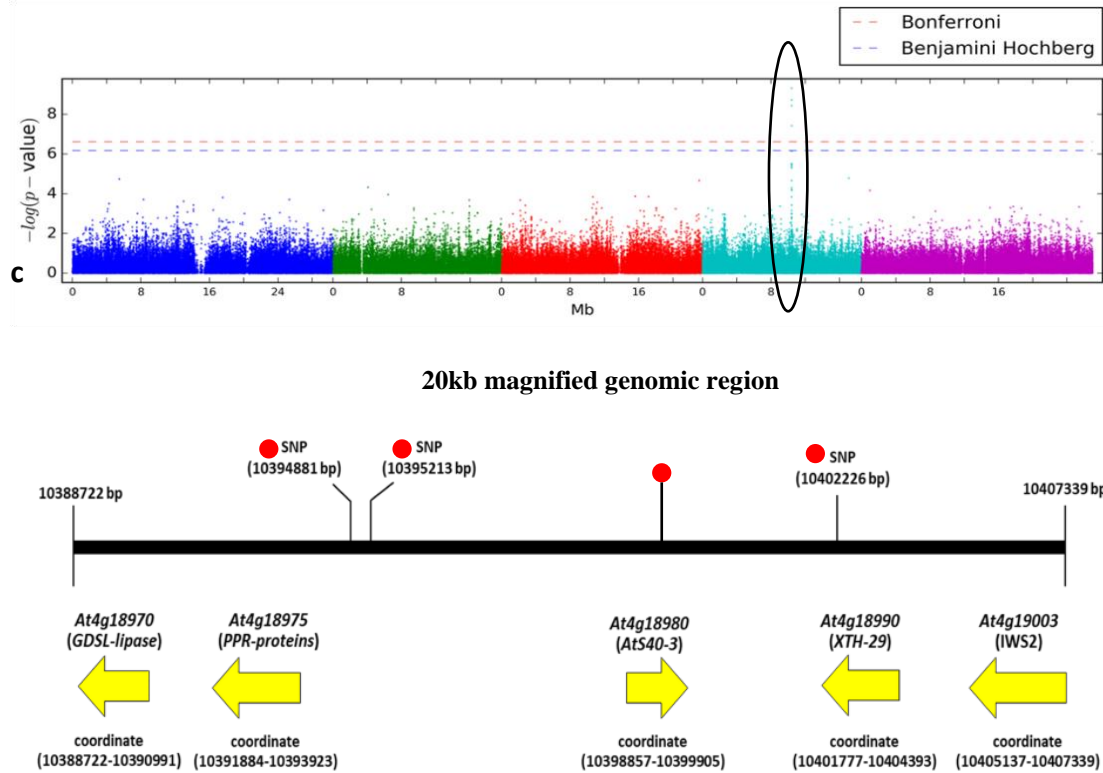 Bonferroni
Benjamini Hochberg
8
6
4
2
0
−log(p− value)
c
0 8 16 24 0 8 0 8 16 0 8 0 8 16
Mb
20kb magnified genomic region
SNP
(10394881 bp)
SNP
(10395213 bp)
SNP
(10402226 bp)
10388722 bp
10407339 bp
At4g18970
(GDSL-lipase)
At4g18975
(PPR-proteins)
At4g18980
(AtS40-3)
At4g18990
(XTH-29)
At4g19003
(IWS2)
coordinate
(10388722-10390991)
coordinate
(10391884-10393923)
coordinate
(10398857-10399905)
coordinate
(10401777-10404393)
coordinate
(10405137-10407339)